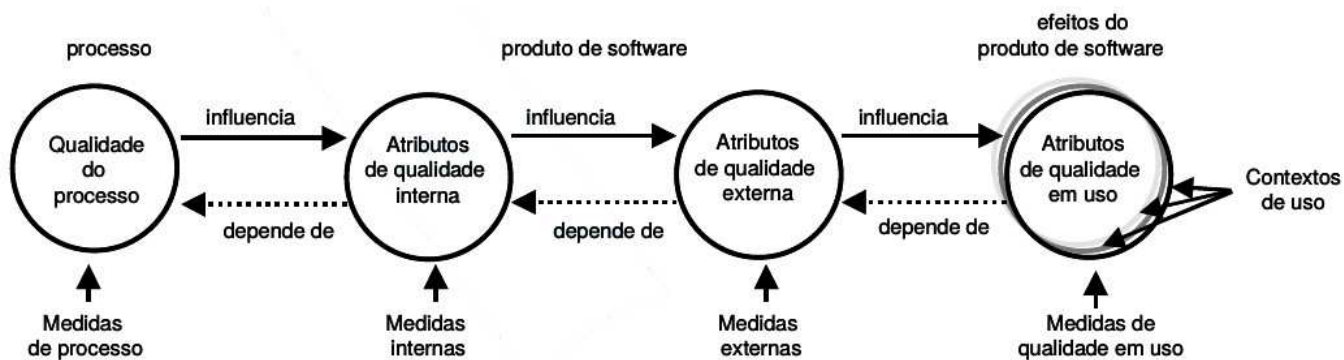 processo
produto de software
efeitos do
produto de software
Qualidade
do
processo
influencia
depende de
Atributos
de qualidade
interna
influencia
depende de
Atributos
de qualidade
externa
influencia
depende de
Atributos
de qualidade
em uso
Contextos
de uso
Medidas
de processo
Medidas
internas
Medidas
externas
Medidas de
qualidade em uso